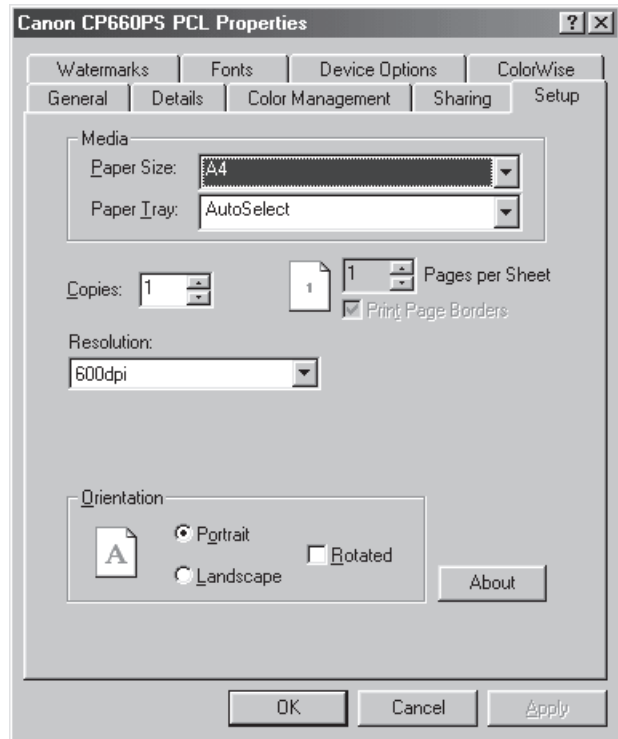 Canon CP660PS PCL Properties ? ×
Watermarks Fonts Device Options ColorWise
General Details Color Management Sharing Setup
Media
Paper Size: A4
Paper Tray: AutoSelect
Copies: 1 1 1 Pages per Sheet
Print Page Borders
Resolution:
600dpi
Orientation
A Portrait
Rotated
Landscape
About
OK Cancel Apply